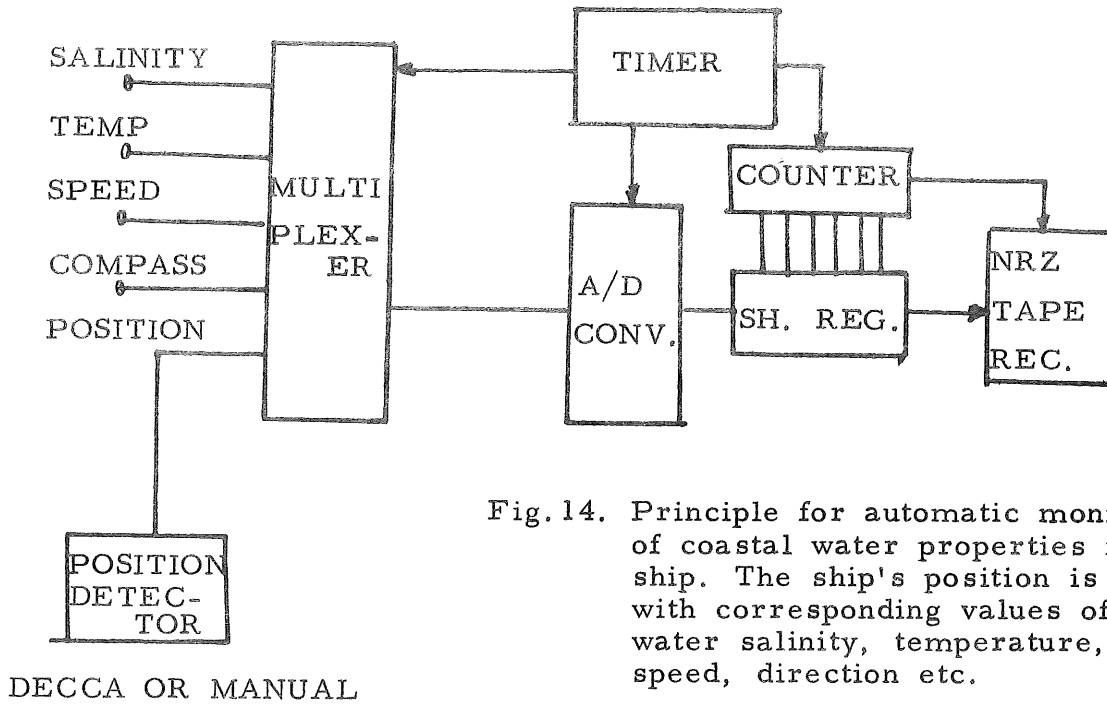 SALINITY
TEMP
SPEED
COMPASS
POSITION
MULTI
PLEX-
ER
TIMER
COUNTER
A/D
CONV.
SH. REG.
NRZ
TAPE
REC.
POSITION
DETEC-
TOR
DECCA OR MANUAL
Fig. 14. Principle for automatic
of coastal water properties
ship. The ship's position is
with corresponding values of
water salinity, temperature,
speed, direction etc.